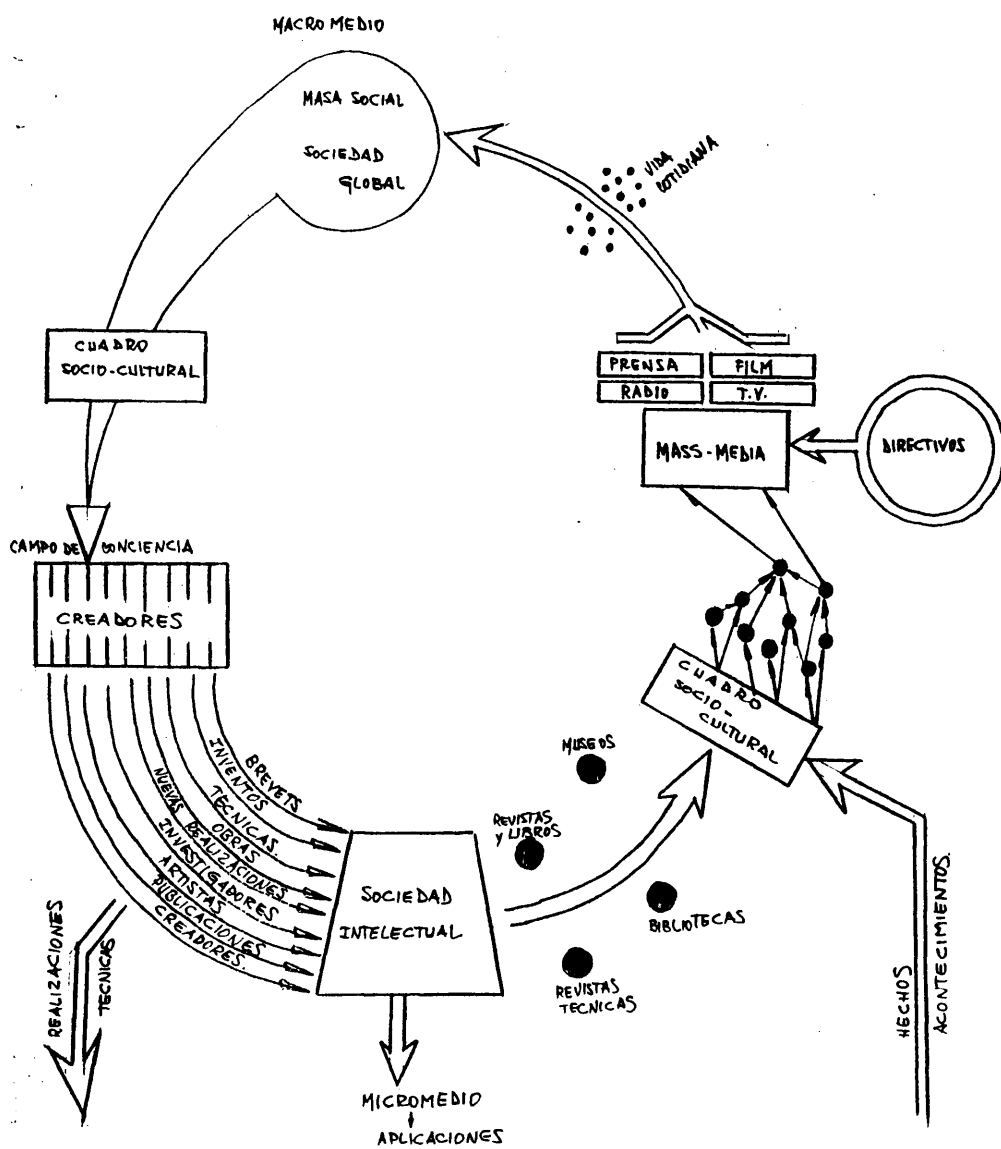 MACRO MEDIO
MASA SOCIAL
SOCIEDAD
GLOBAL
VIDA
COTIDIANA
CUADRO
SOCIO-CULTURAL
PRENSA
FILM
RADIO
T.V.
MASS-MEDIA
DIRECTIVOS
CAMPO DE CONCIENCIA
CREADORES
CUADRO
SOCIO-
CULTURAL
BREVETS
INVENTOS
TECNICAS.
OBRAS
NUEVAS REALIZACIONES
INVESTIGADORES
ARTISTAS
PUBLICACIONES
CREADORES.
MUSEOS
REVISTAS
y LIBROS
BIBLIOTECAS
REVISTAS
TECNICAS
SOCIEDAD
INTELECTUAL
REALIZACIONES
TECNICAS
HECHOS
ACONTECIMIENTOS.
MICROMEDIO
APLICACIONES